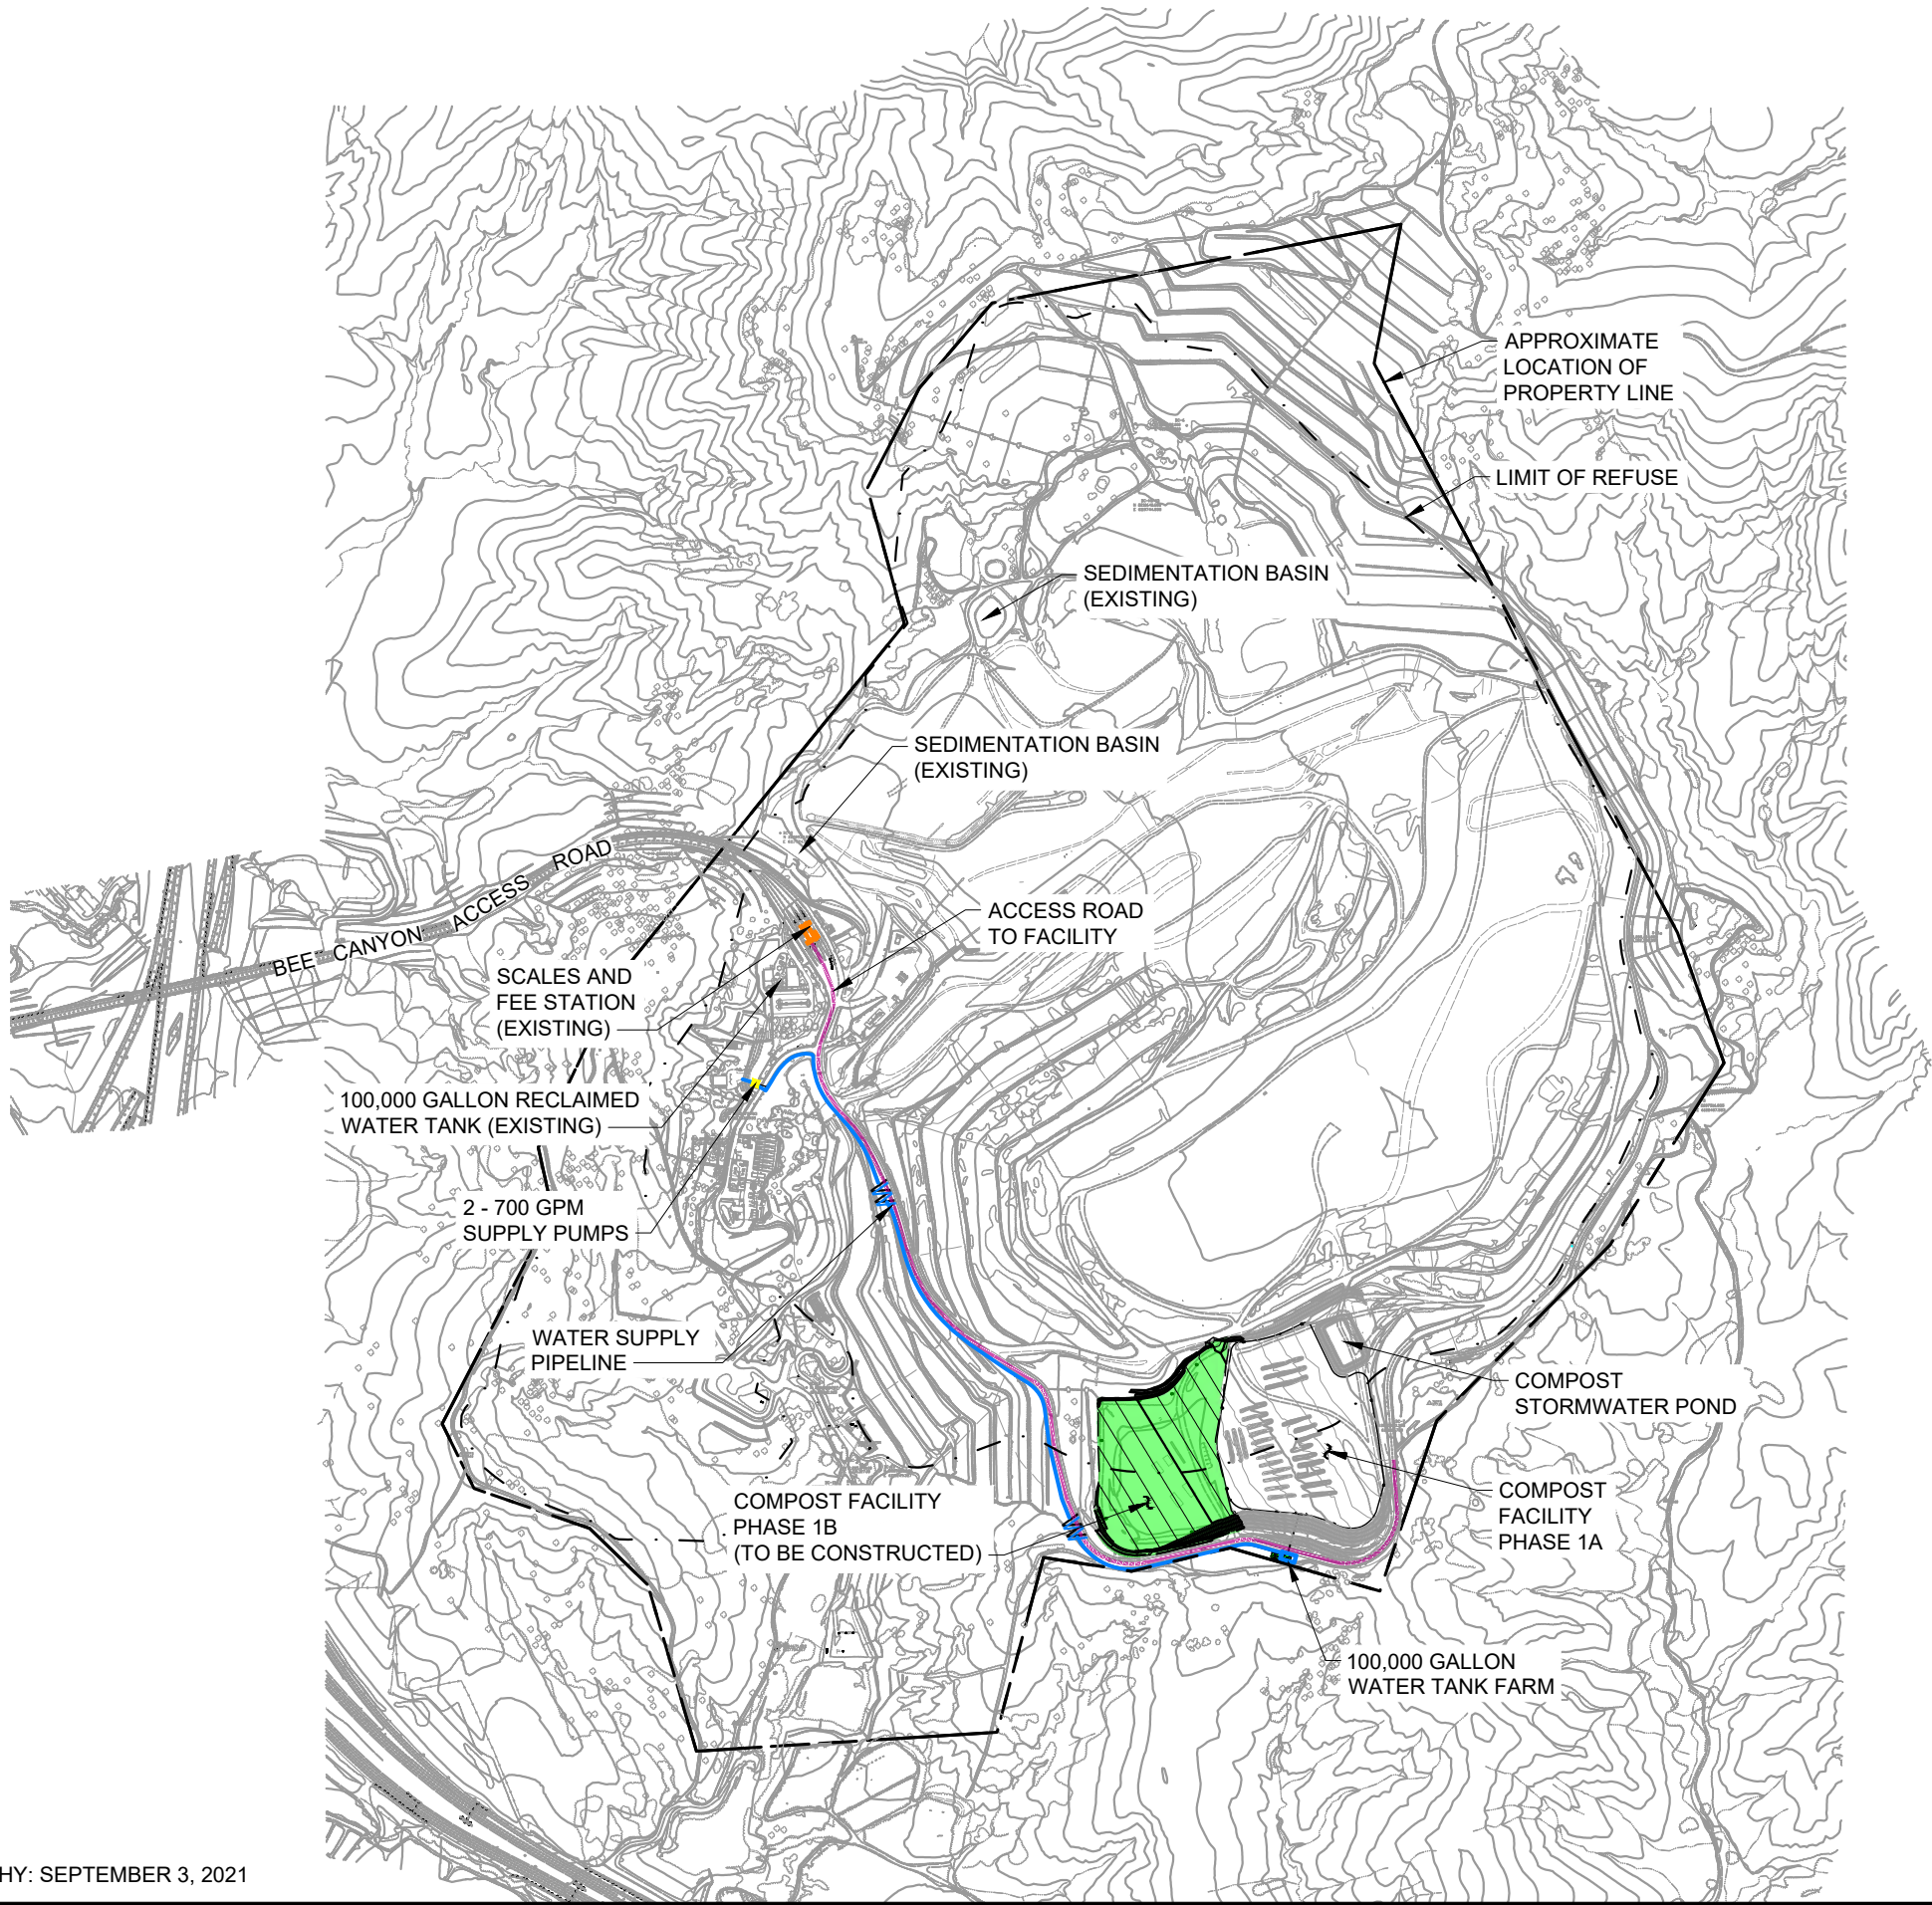 APPROXIMATE
LOCATION OF
PROPERTY LINE
LIMIT OF REFUSE
SEDIMENTATION BASIN
(EXISTING)
SEDIMENTATION BASIN
(EXISTING)
BEE CANYON ACCESS ROAD
ACCESS ROAD
TO FACILITY
SCALES AND
FEE STATION
(EXISTING)
100,000 GALLON RECLAIMED
WATER TANK (EXISTING)
2 - 700 GPM
SUPPLY PUMPS
W
WATER SUPPLY
PIPELINE
COMPOST
STORMWATER POND
COMPOST FACILITY
PHASE 1B
(TO BE CONSTRUCTED)
W
COMPOST
FACILITY
PHASE 1A
100,000 GALLON
WATER TANK FARM
HY: SEPTEMBER 3, 2021